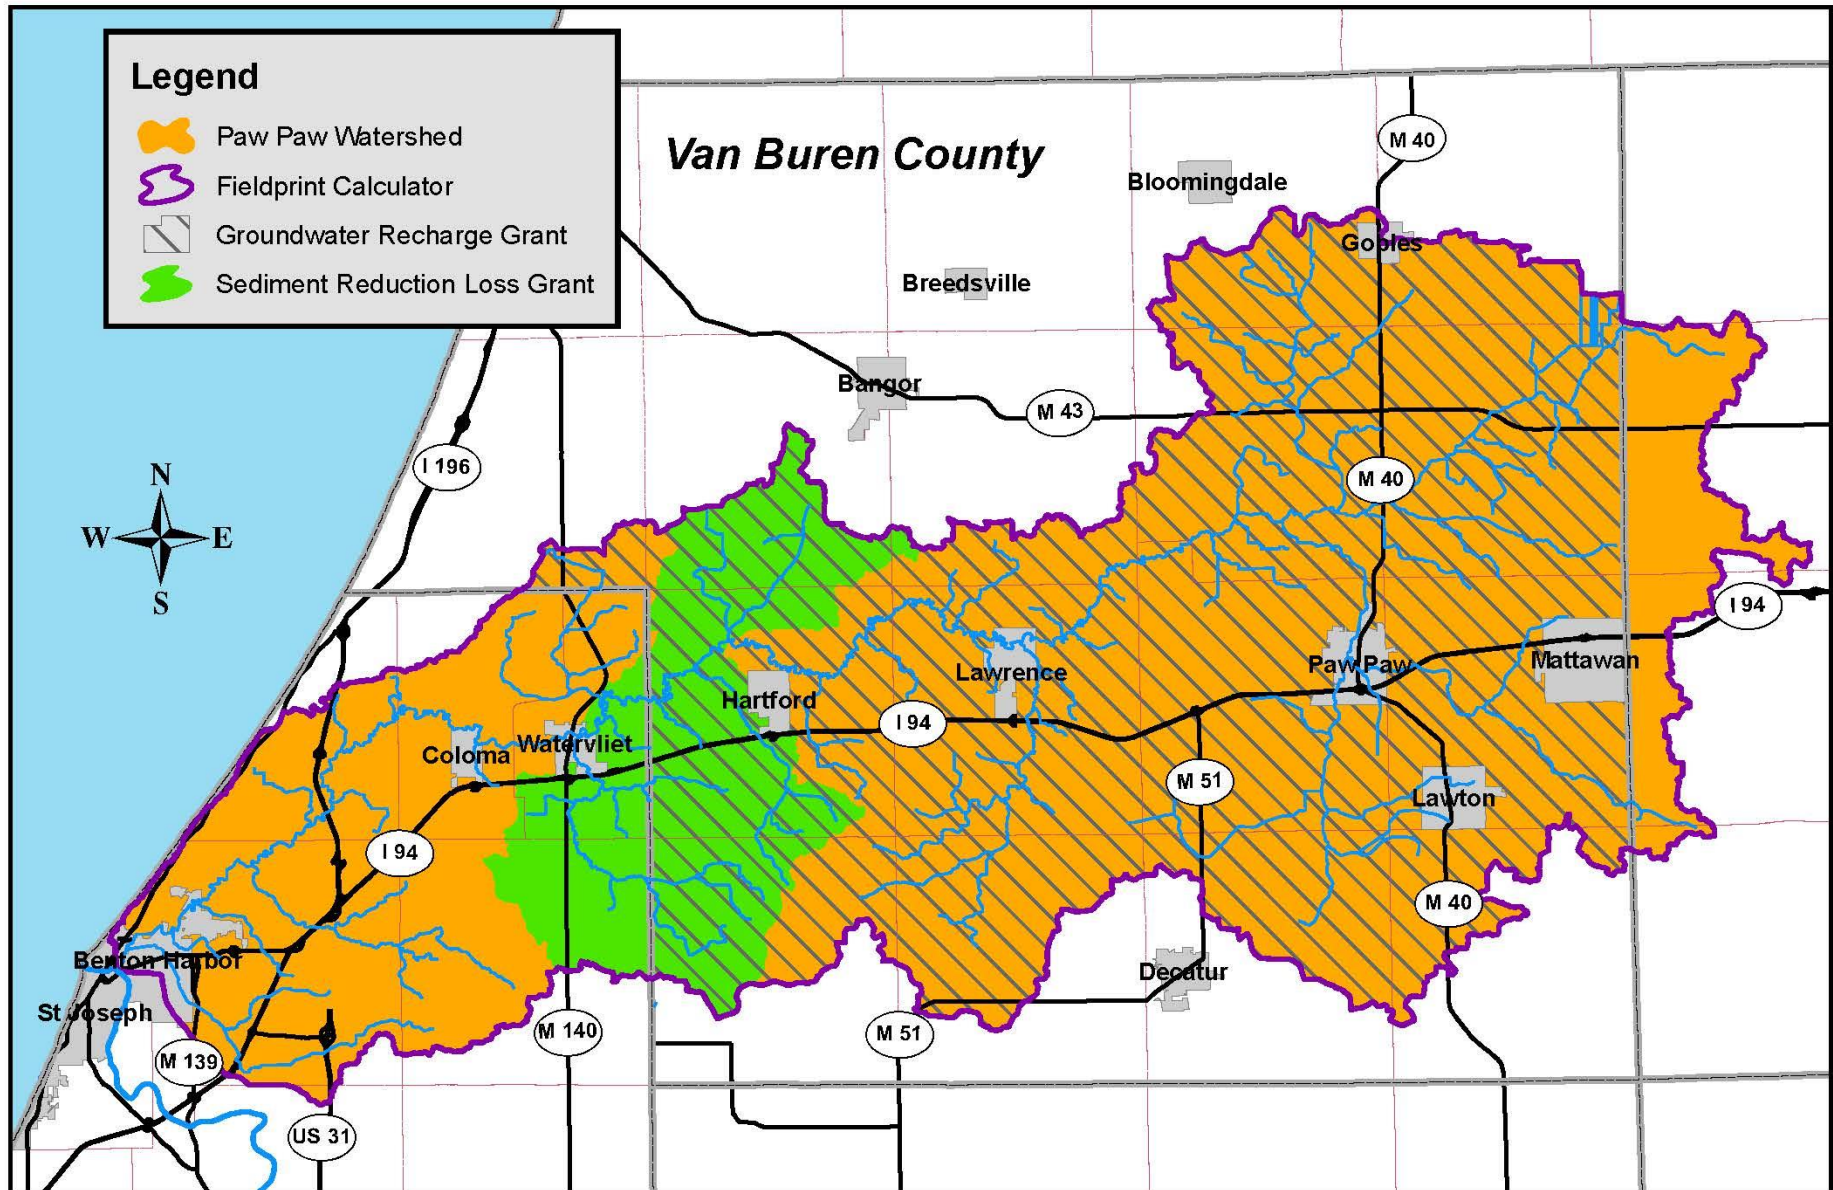 Legend
Paw Paw Watershed
Fieldprint Calculator
Groundwater Recharge Grant
Sediment Reduction Loss Grant
Van Buren County
M 40
Bloomingdale
Gobles
Breedsville
Bangor
M 43
I 196
M 40
N
W E
S
I 94
Mattawan
Paw Paw
Lawrence
Hartford
I 94
Watervliet
Coloma
M 51
Lawton
I 94
M 40
Benton Harbor
Decatur
St Joseph
M 140
M 51
M 139
US 31